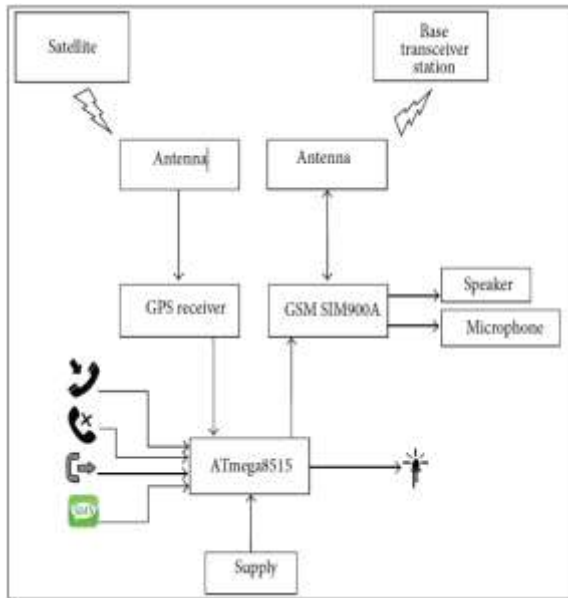 Satellite
Base
transceiver
station
Antenna
Antenna
GPS receiver
GSM SIM900A
Speaker
Microphone
ATmega8515
Supply